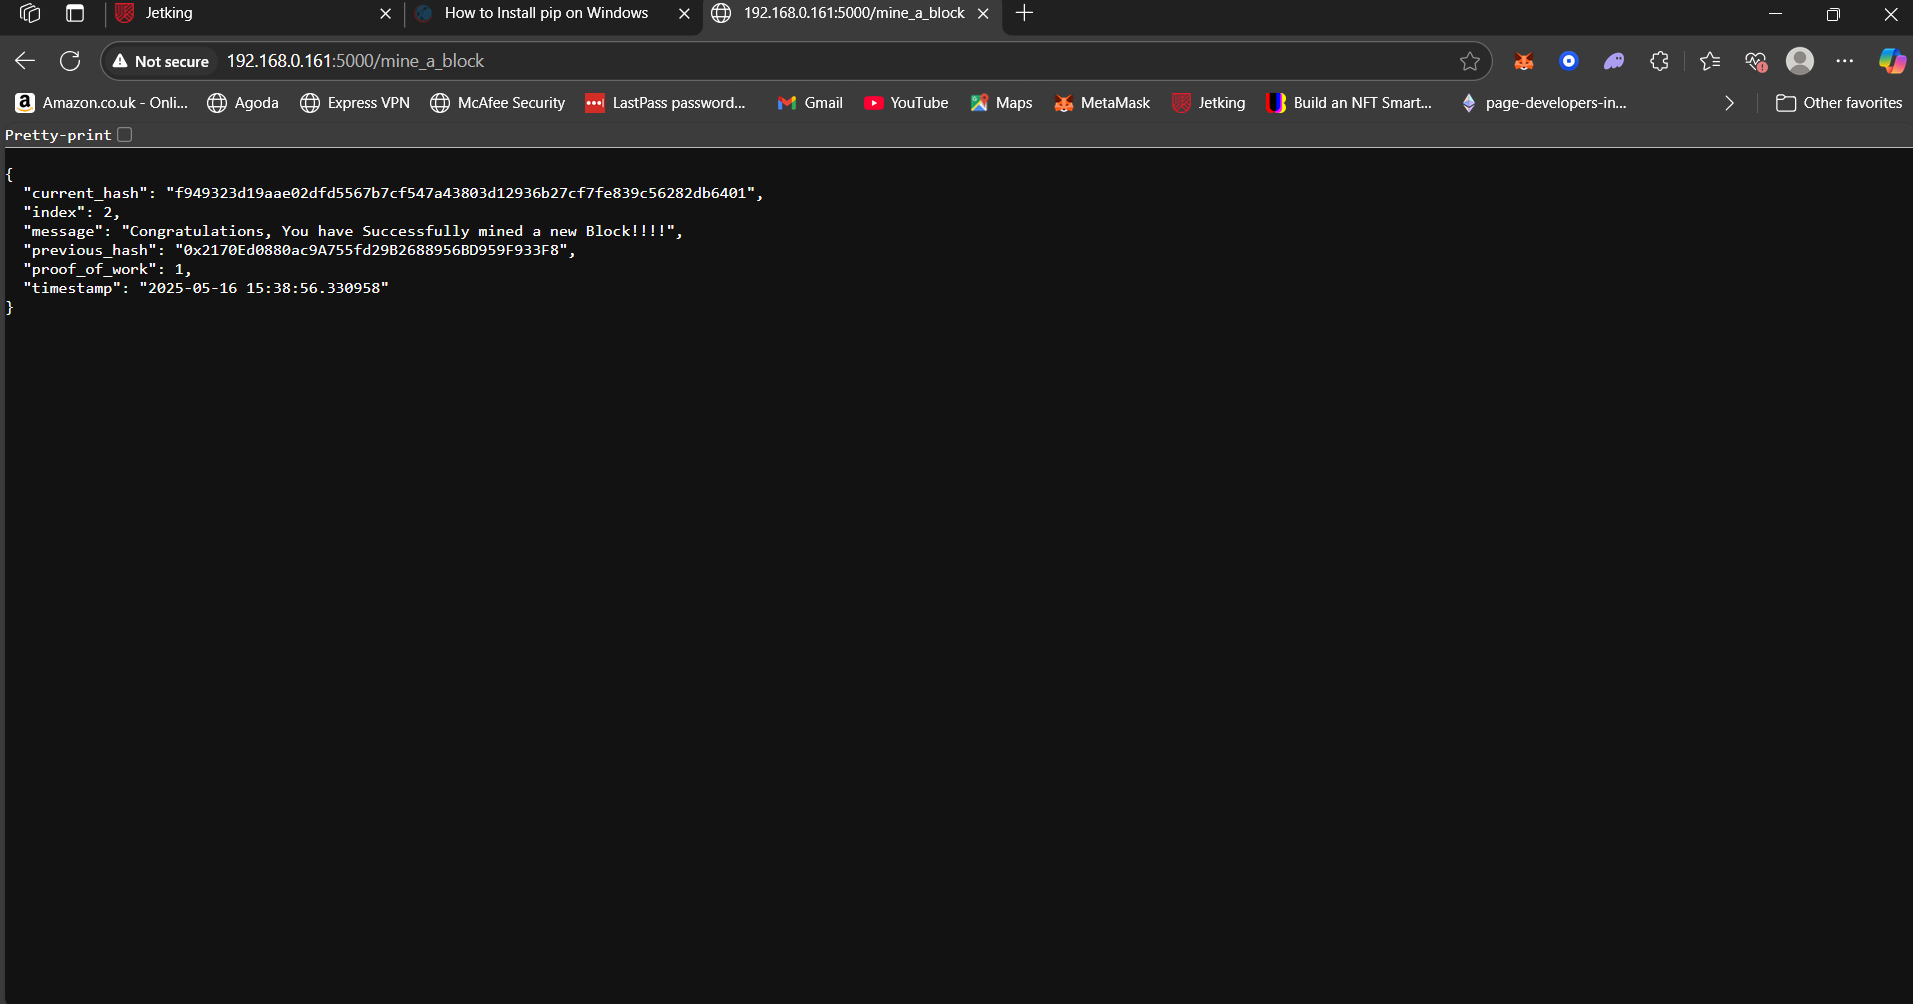 Jetking
How to Install pip on Windows
192.168.0.161:5000/mine_a_block
Not secure
192.168.0.161:5000/mine_a_block
Amazon.co.uk - Onli...
Agoda
Express VPN
McAfee Security
LastPass password...
Gmail
YouTube
Maps
MetaMask
Jetking
Build an NFT Smart...
page-developers-in...
Other favorites
Pretty-print
{
"current_hash": "f949323d19aae02dfd5567b7cf547a43803d12936b27cf7fe839c56282db6401",
"index": 2,
"message": "Congratulations, You have Successfully mined a new Block!!!!",
"previous_hash": "0x2170Ed0880ac9A755fd29B2688956BD959F933F8",
"proof_of_work": 1,
"timestamp": "2025-05-16 15:38:56.330958"
}